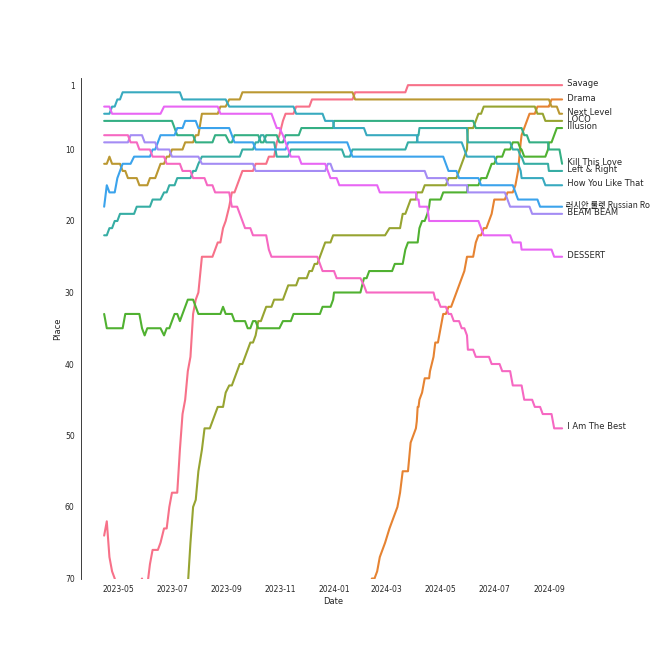 1
10
20
30
40
50
60
70
Place
2023-05
2023-07
2023-09
2023-11
2024-01
2024-03
2024-05
2024-07
2024-09
Date
Savage
Drama
Next Level
LOCO
Illusion
Kill This Love
Left & Right
How You Like That
러시안 룰렛 Russian Ro
BEAM BEAM
DESSERT
I Am The Best